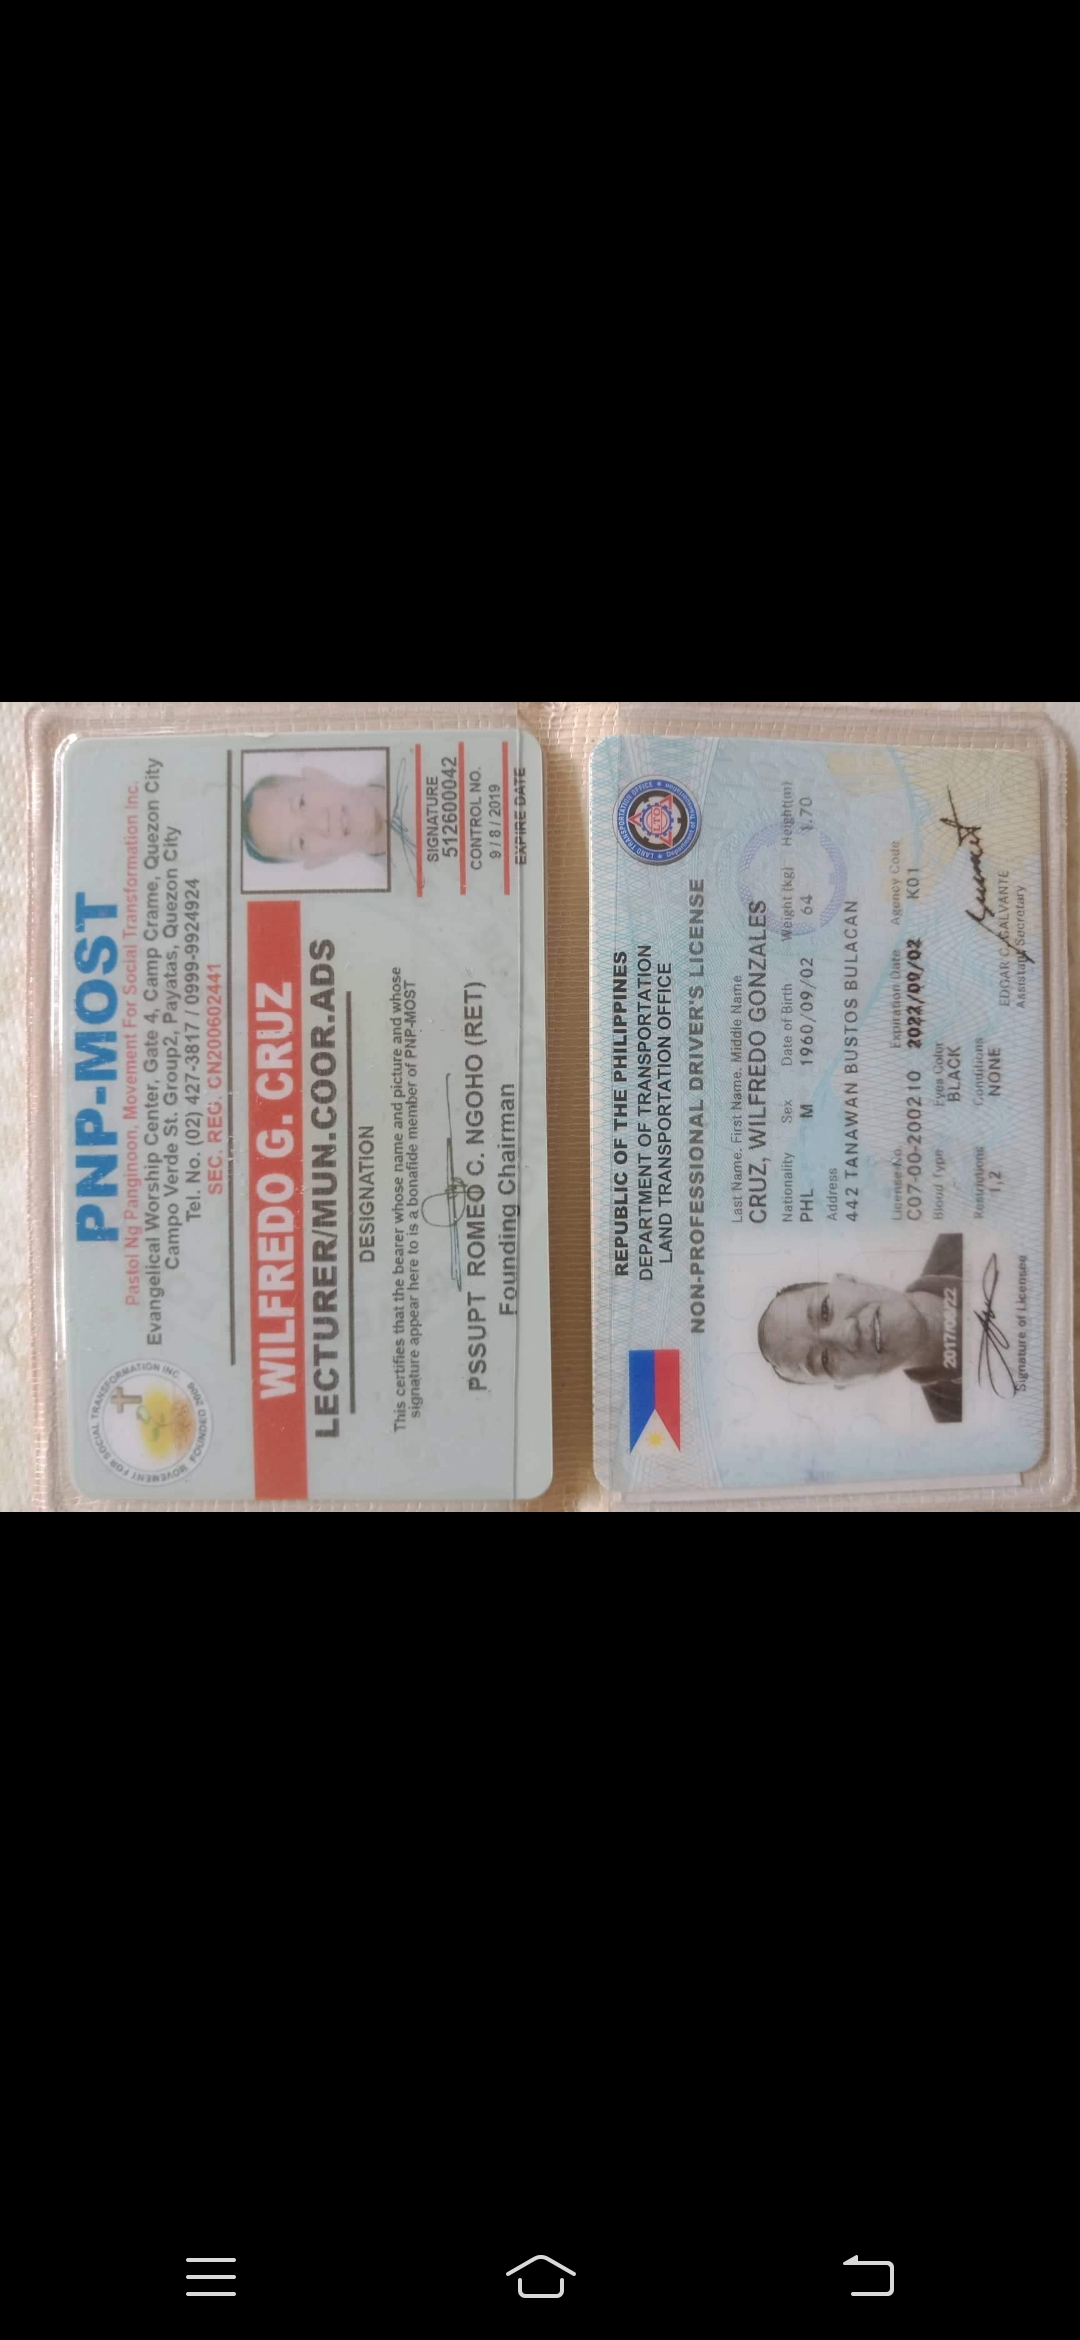 PNP-MOST
Pastol Ng Panginoon, Movement For Social Transformation Inc.
Evangelical Worship Center, Gate 4, Camp Crame, Quezon City
Campo Verde St. Group2, Payatas, Quezon City
Tel. No. (02) 427-3817 / 0999-9924924
SEC. REG. CN200602441
MOVEMENT FOR SOCIAL TRANSFORMATION INC.
FOUNDED 2006
WILFREDO G. CRUZ
LECTURER/MUN.COOR.ADS
DESIGNATION
This certifies that the bearer whose name and picture and whose
signature appear here to is a bonafide member of PNP-MOST
PSSUPT ROMEO C. NGOHO (RET)
Founding Chairman
SIGNATURE
512600042
CONTROL NO.
9/8/2019
EXPIRE DATE
REPUBLIC OF THE PHILIPPINES
DEPARTMENT OF TRANSPORTATION
LAND TRANSPORTATION OFFICE
LAND TRANSPORTATION OFFICE
LTO
NON-PROFESSIONAL DRIVER'S LICENSE
Last Name. First Name. Middle Name
CRUZ, WILFREDO GONZALES
Nationality Sex Date of Birth Weight (kg) Height(m)
PHL M 1960/09/02 64 1.70
Address
442 TANAWAN BUSTOS BULACAN
License No. Expiration Date Agency Code
C07-00-200210 2022/09/02 K01
Blood Type Eyes Color
BLACK
Restrictions Conditions
1,2 NONE
2017/08/22
Signature of Licensee
EDGAR C. GALVANTE
Assistant Secretary